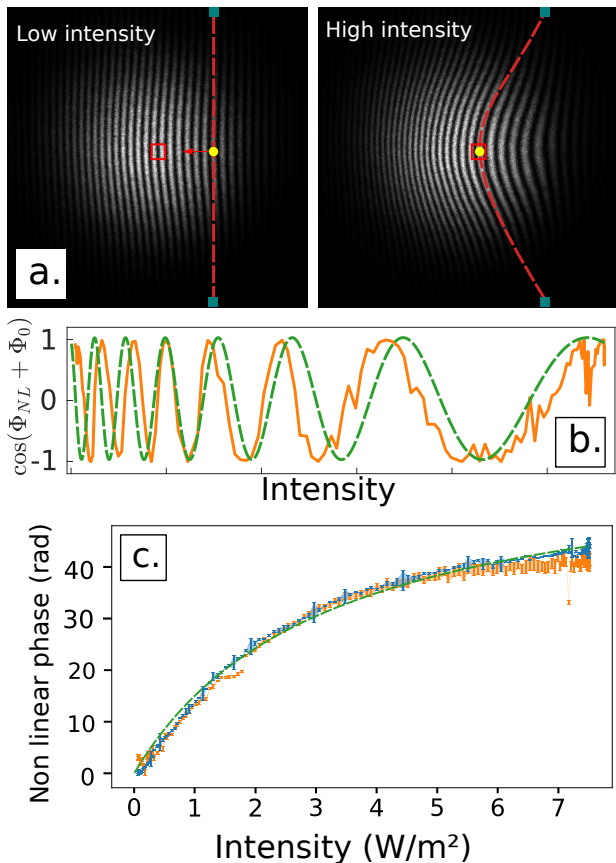 Low intensity
High intensity
a.
cos(Φ_NL + Φ_0)
1
0
-1
b.
Intensity
c.
Non linear phase (rad)
40
30
20
10
0
0 1 2 3 4 5 6 7
Intensity (W/m²)